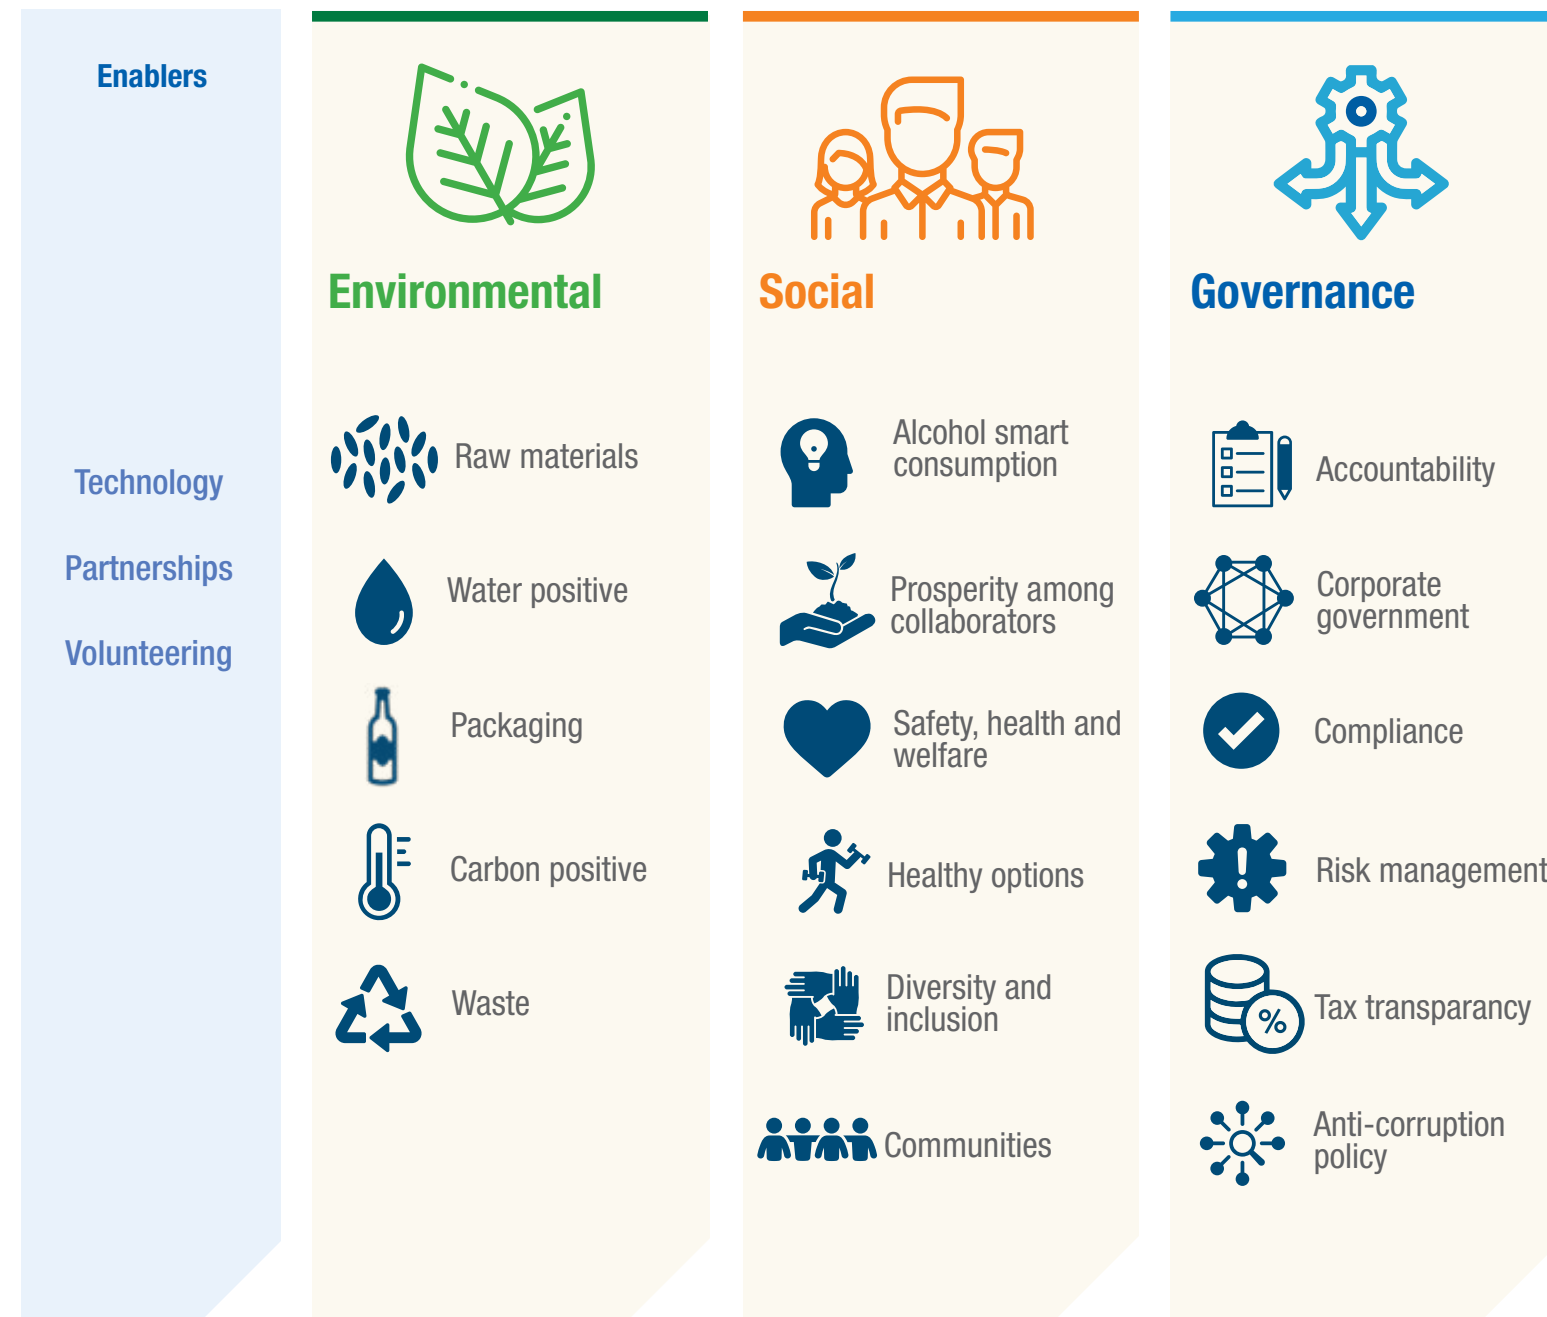 Enablers
Technology
Partnerships
Volunteering
Environmental
Raw materials
Water positive
Packaging
Carbon positive
Waste
Social
Alcohol smart
consumption
Prosperity among
collaborators
Safety, health and
welfare
Healthy options
Diversity and
inclusion
Communities
Governance
Accountability
Corporate
government
Compliance
Risk management
%
Tax transparancy
Anti-corruption
policy